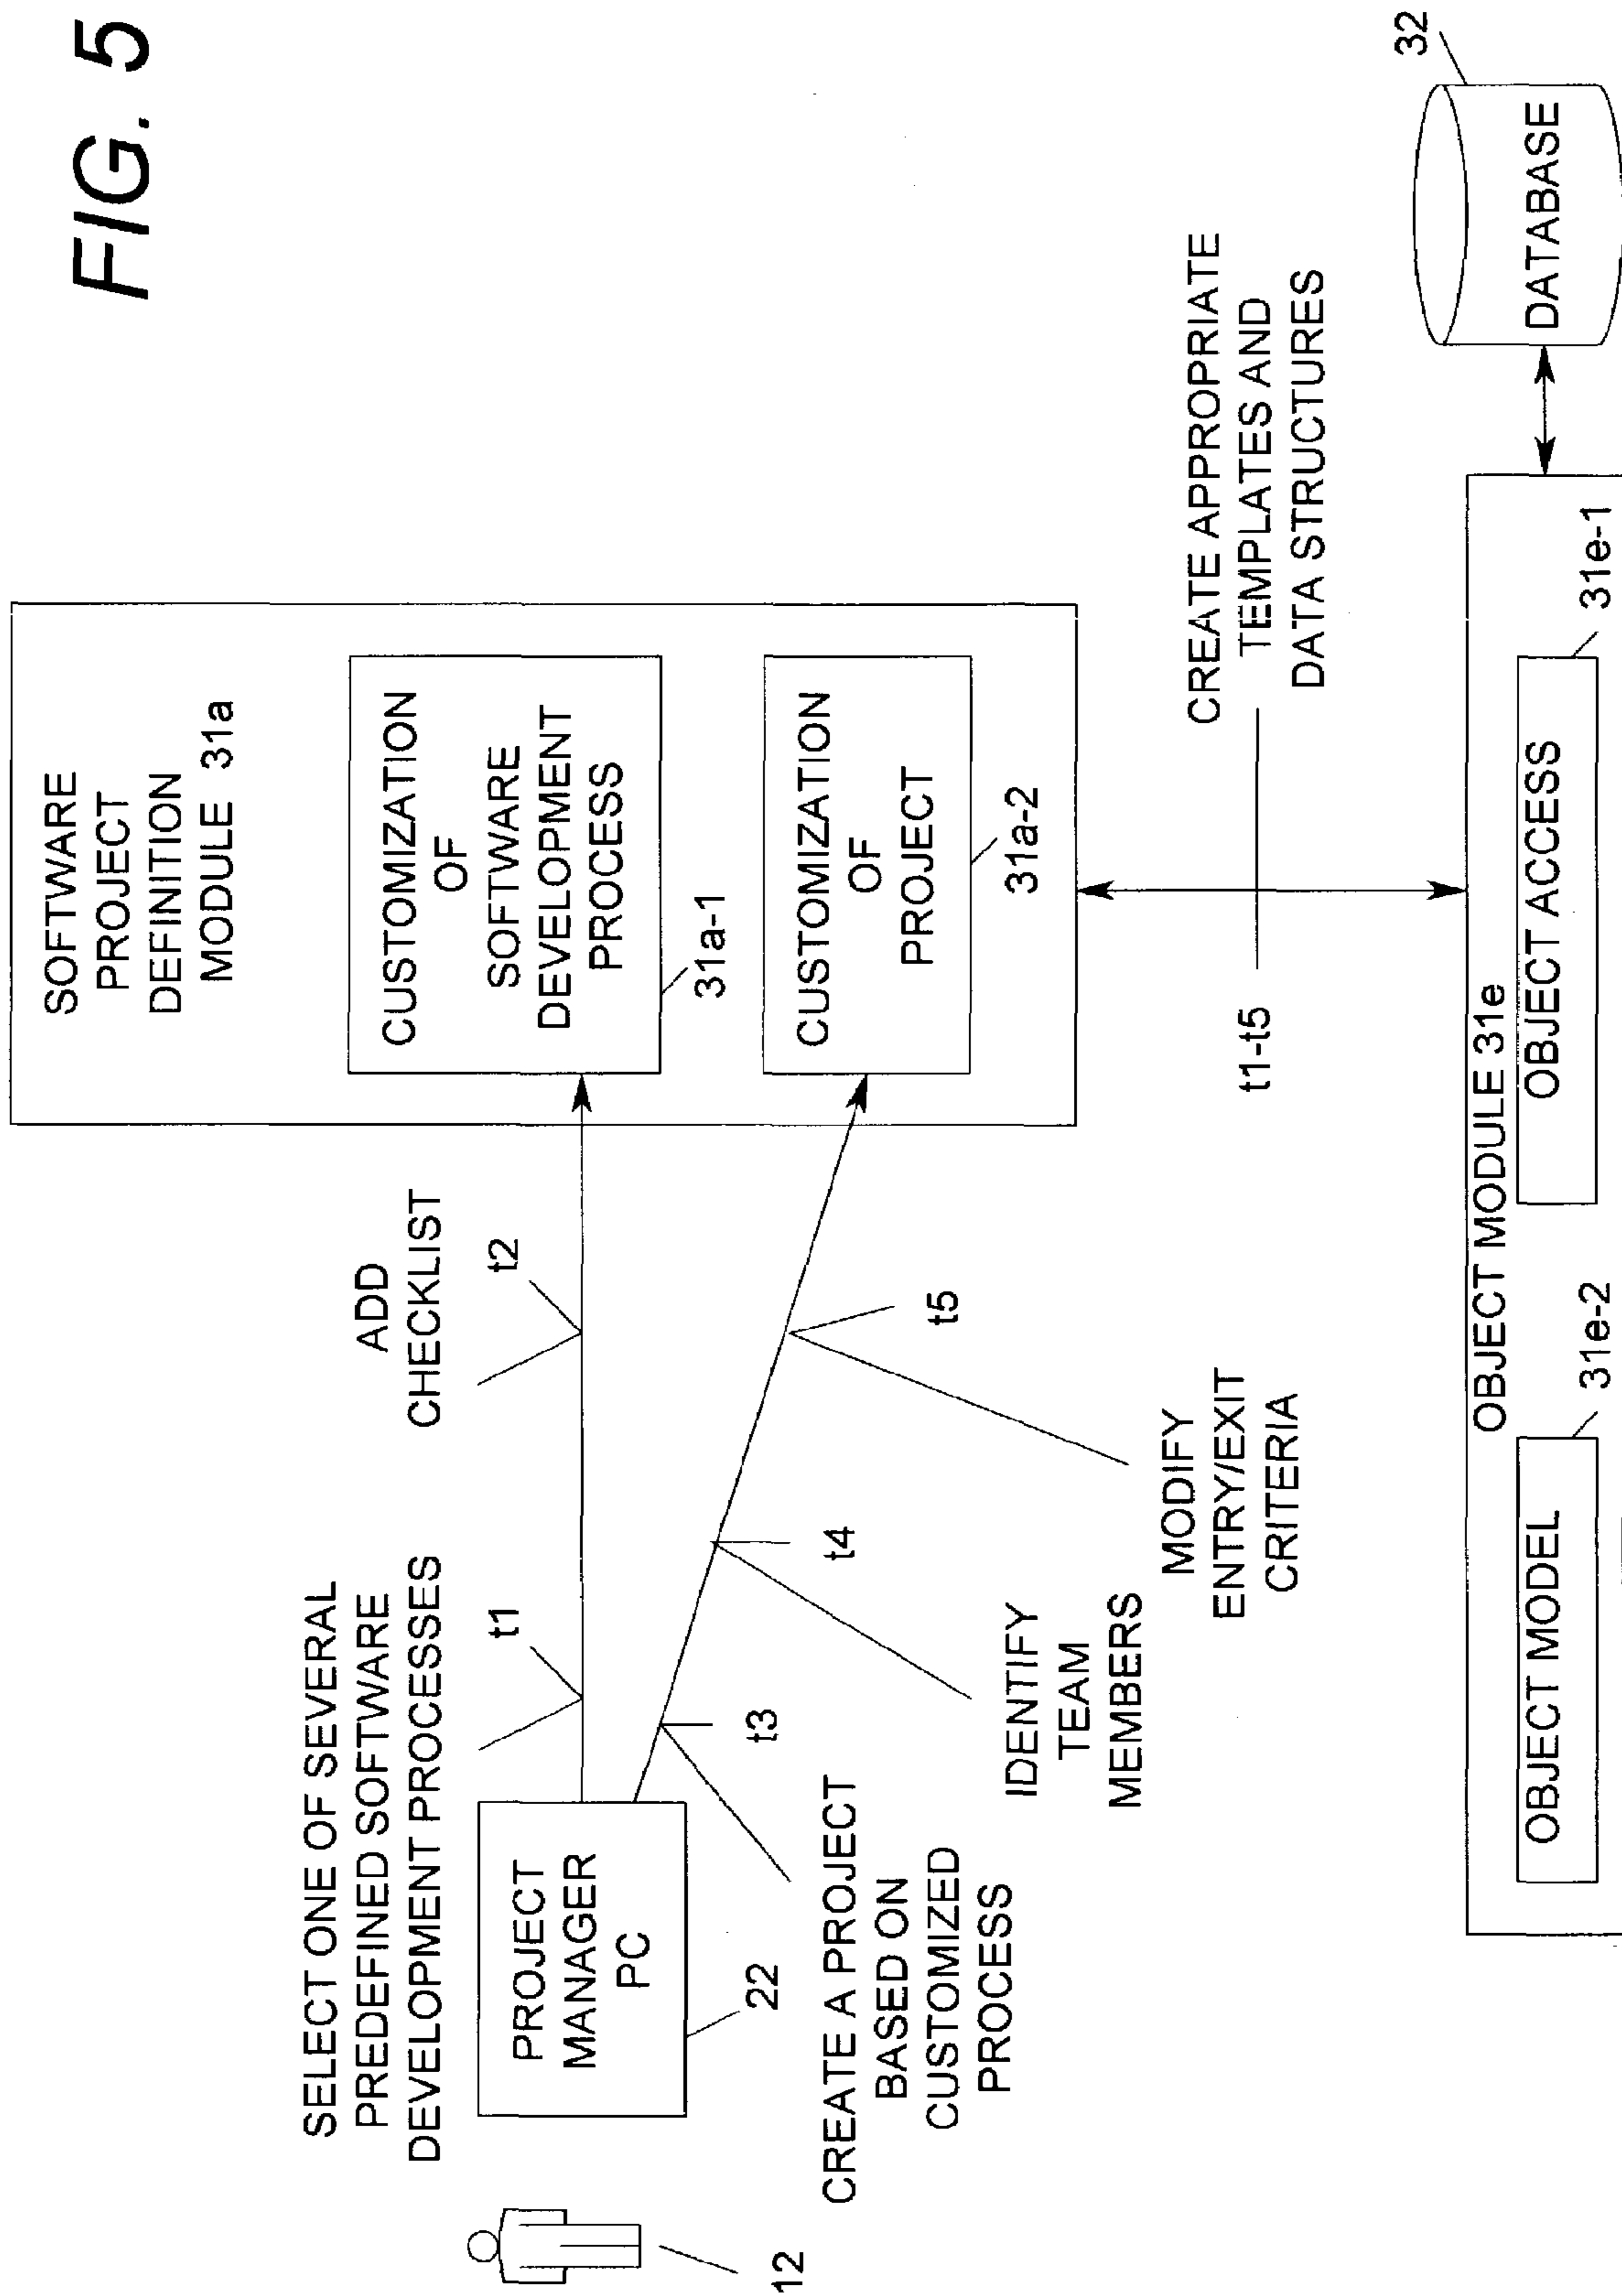 FIG. 5
SELECT ONE OF SEVERAL
PREDEFINED SOFTWARE
DEVELOPMENT PROCESSES
t1
ADD
CHECKLIST
t2
SOFTWARE
PROJECT
DEFINITION
MODULE 31a
CUSTOMIZATION
OF
SOFTWARE
DEVELOPMENT
PROCESS
31a-1
CUSTOMIZATION
OF
PROJECT
31a-2
12
PROJECT
MANAGER
PC
22
t3
CREATE A PROJECT
BASED ON
CUSTOMIZED
PROCESS
t4
IDENTIFY
TEAM
MEMBERS
t5
MODIFY
ENTRY/EXIT
CRITERIA
t1-t5
CREATE APPROPRIATE
TEMPLATES AND
DATA STRUCTURES
OBJECT MODULE 31e
OBJECT MODEL
31e-2
OBJECT ACCESS
31e-1
DATABASE
32